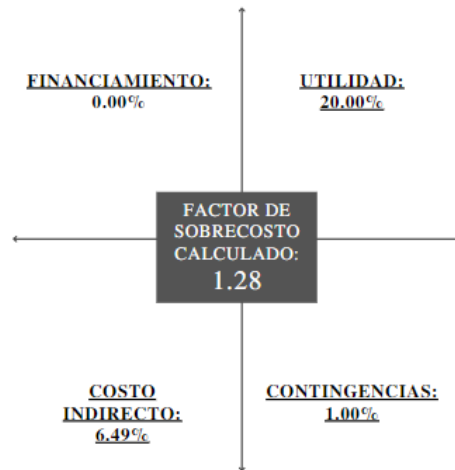 FINANCIAMIENTO:
0.00%
UTILIDAD:
20.00%
FACTOR DE
SOBRECOSTO
CALCULADO:
1.28
COSTO
INDIRECTO:
6.49%
CONTINGENCIAS:
1.00%